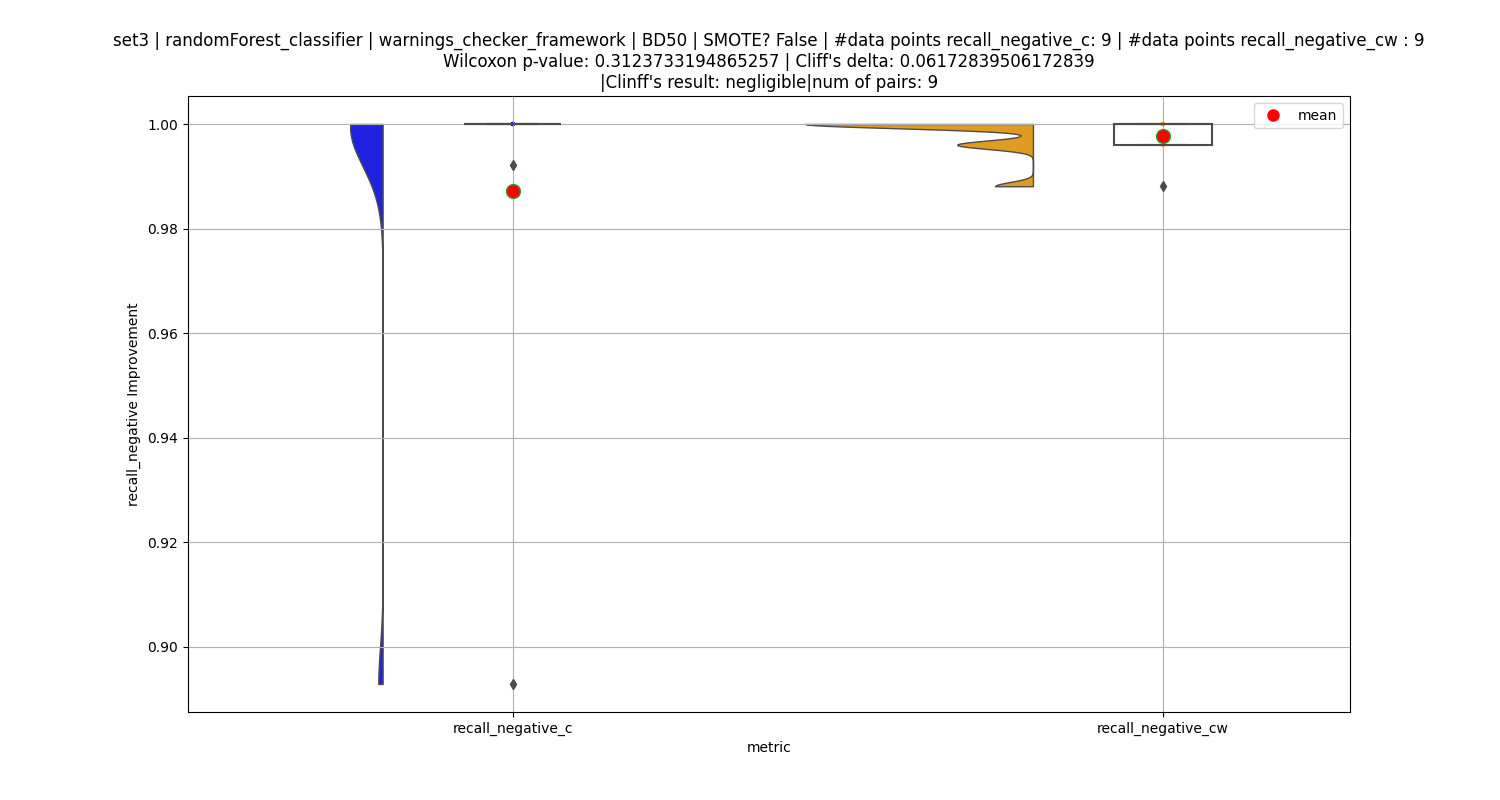 set3 | randomForest_classifier | warnings_checker_framework | BD50 | SMOTE? False | #data points recall_negative_c: 9 | #data points recall_negative_cw : 9
Wilcoxon p-value: 0.3123733194865257 | Cliff's delta: 0.06172839506172839
|Clinff's result: negligible|num of pairs: 9
mean
1.00
0.98
0.96
0.94
0.92
0.90
recall_negative Improvement
recall_negative_c
recall_negative_cw
metric